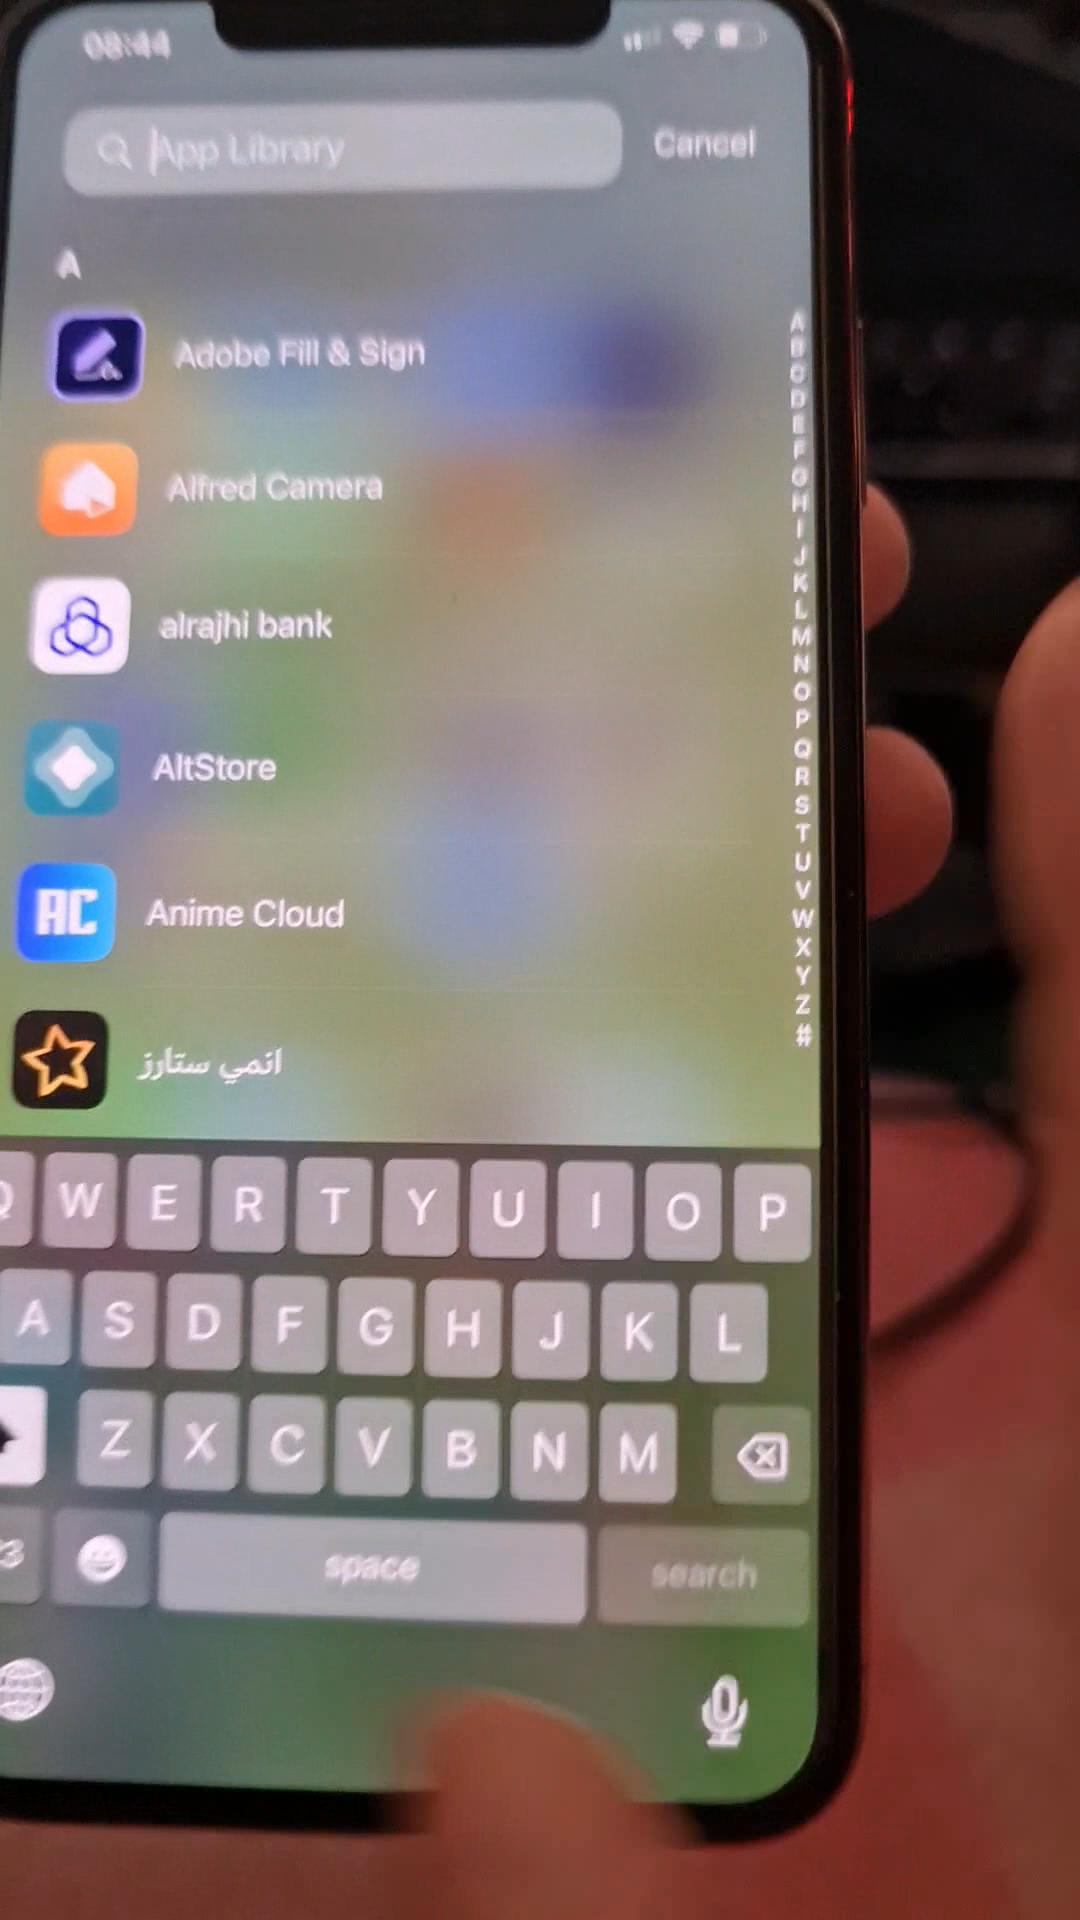 08:44
App Library
Cancel
A
Adobe Fill & Sign
Alfred Camera
alrajhi bank
AltStore
AC
Anime Cloud
انمي ستارز
A
B
C
D
E
F
G
H
I
J
K
L
M
N
O
P
Q
R
S
T
U
V
W
X
Y
Z
#
W E R T Y U I O P
A S D F G H J K L
Z X C V B N M
space
search